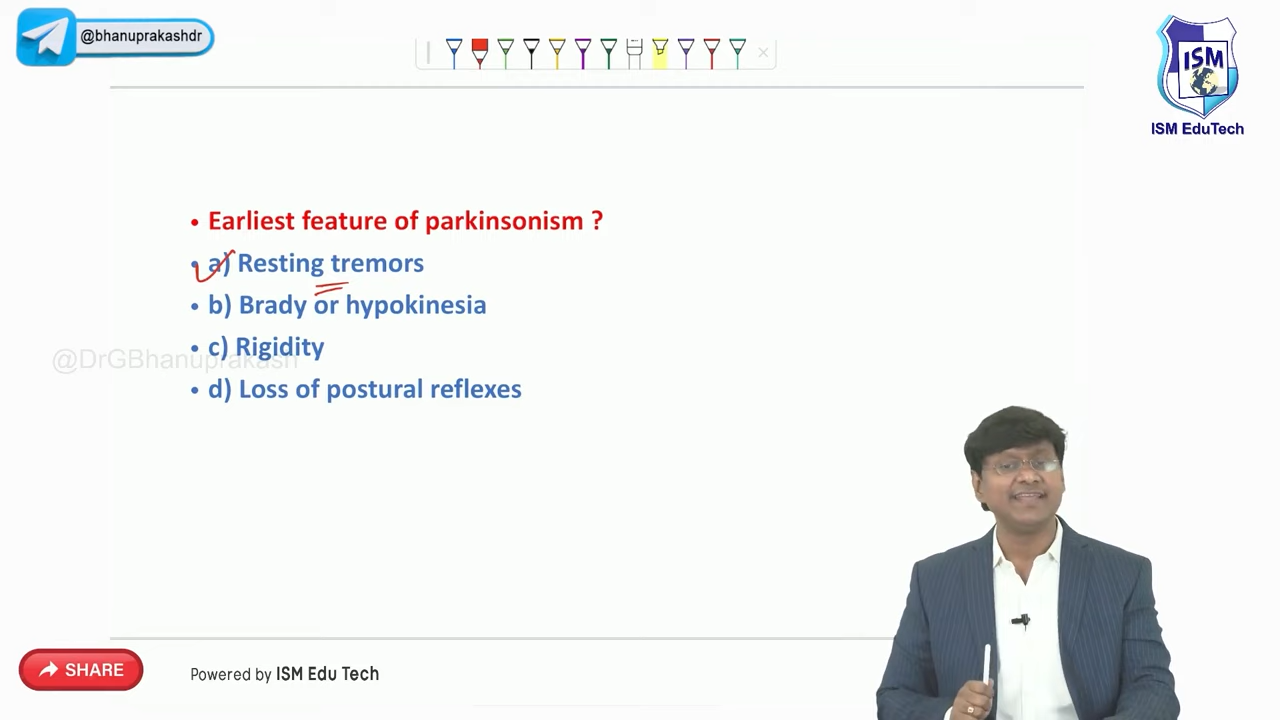 @bhanuprakashdr
ISM
ISM EduTech
• Earliest feature of parkinsonism ?
• a) Resting tremors
• b) Brady or hypokinesia
• c) Rigidity
@DrGBhanuprakash
• d) Loss of postural reflexes
SHARE
Powered by ISM Edu Tech